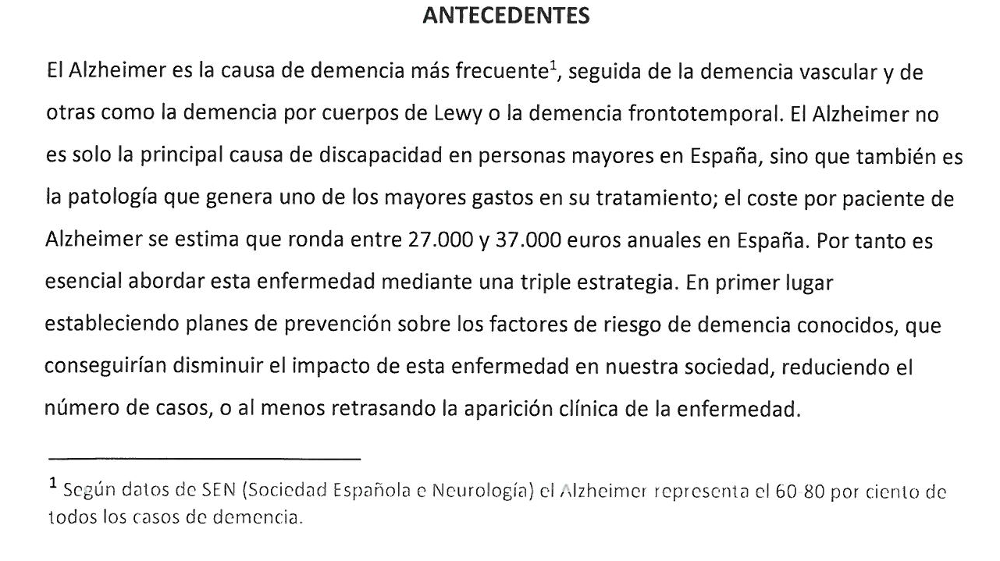 ANTECEDENTES
El Alzheimer es la causa de demencia más frecuente¹, seguida de la demencia vascular y de
otras como la demencia por cuerpos de Lewy o la demencia frontotemporal. El Alzheimer no
es solo la principal causa de discapacidad en personas mayores en España, sino que también es
la patología que genera uno de los mayores gastos en su tratamiento; el coste por paciente de
Alzheimer se estima que ronda entre 27.000 y 37.000 euros anuales en España. Por tanto es
esencial abordar esta enfermedad mediante una triple estrategia. En primer lugar
estableciendo planes de prevención sobre los factores de riesgo de demencia conocidos, que
conseguirían disminuir el impacto de esta enfermedad en nuestra sociedad, reduciendo el
número de casos, o al menos retrasando la aparición clínica de la enfermedad.
¹ Según datos de SEN (Sociedad Española e Neurología) el Alzheimer representa el 60 80 por ciento de
todos los casos de demencia.